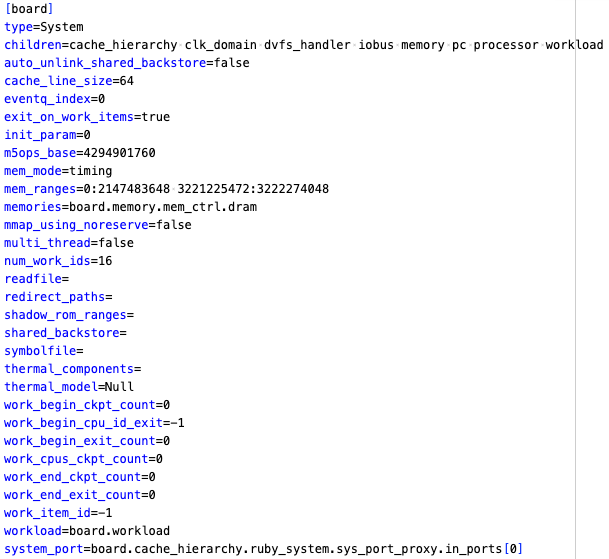 [board]
type=System
children=cache_hierarchy clk_domain dvfs_handler iobus memory pc processor workload
auto_unlink_shared_backstore=false
cache_line_size=64
eventq_index=0
exit_on_work_items=true
init_param=0
m5ops_base=4294901760
mem_mode=timing
mem_ranges=0:2147483648 3221225472:3222274048
memories=board.memory.mem_ctrl.dram
mmap_using_noreserve=false
multi_thread=false
num_work_ids=16
readfile=
redirect_paths=
shadow_rom_ranges=
shared_backstore=
symbolfile=
thermal_components=
thermal_model=Null
work_begin_ckpt_count=0
work_begin_cpu_id_exit=-1
work_begin_exit_count=0
work_cpus_ckpt_count=0
work_end_ckpt_count=0
work_end_exit_count=0
work_item_id=-1
workload=board.workload
system_port=board.cache_hierarchy.ruby_system.sys_port_proxy.in_ports[0]